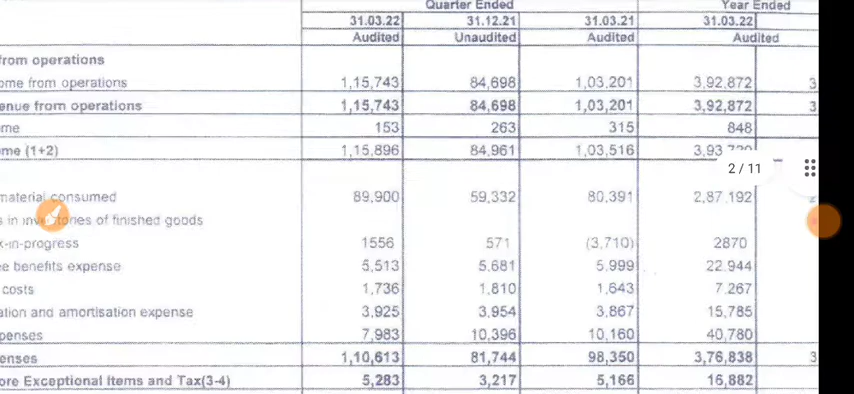 Quarter Ended Year Ended
31.03.22 31.12.21 31.03.21 31.03.22
Audited Unaudited Audited Audited
from operations
ome from operations 1,15,743 84,698 1,03,201 3,92,872 3
enue from operations 1,15,743 84,698 1,03,201 3,92,872 3
me 153 263 315 848
me (1+2) 1,15,896 84,961 1,03,516 3,93
2 / 11
material consumed 89,900 59,332 80,391 2,87,192
s in of finished goods
k-in-progress 1556 571 (3,710) 2870
e benefits expense 5,513 5,681 5,999 22,944
costs 1,736 1,810 1,643 7,267
ation and amortisation expense 3,925 3,954 3,867 15,785
penses 7,983 10,396 10,160 40,780
enses 1,10,613 81,744 98,350 3,76,838 3
ore Exceptional Items and Tax(3-4) 5,283 3,217 5,166 16,882